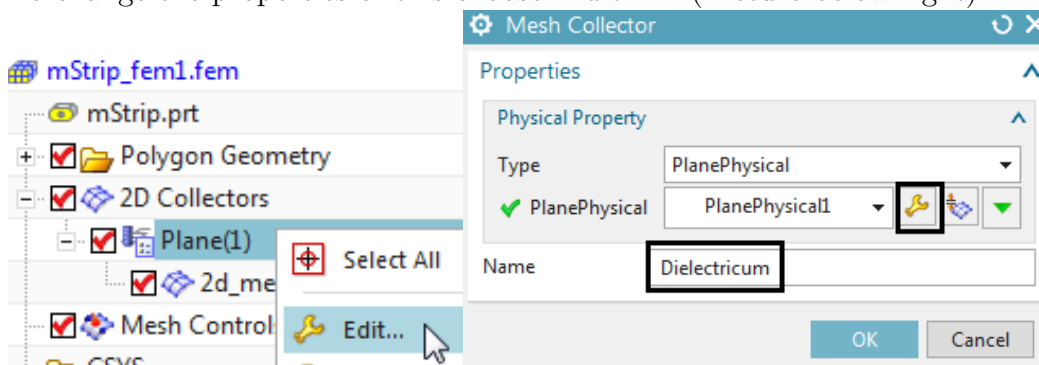 Mesh Collector
mStrip_fem1.fem
mStrip.prt
Polygon Geometry
2D Collectors
Plane(1)
2d_me
Mesh Control
Select All
Edit...
Properties
Physical Property
Type
PlanePhysical
PlanePhysical
PlanePhysical1
Name
Dielectricum
OK
Cancel